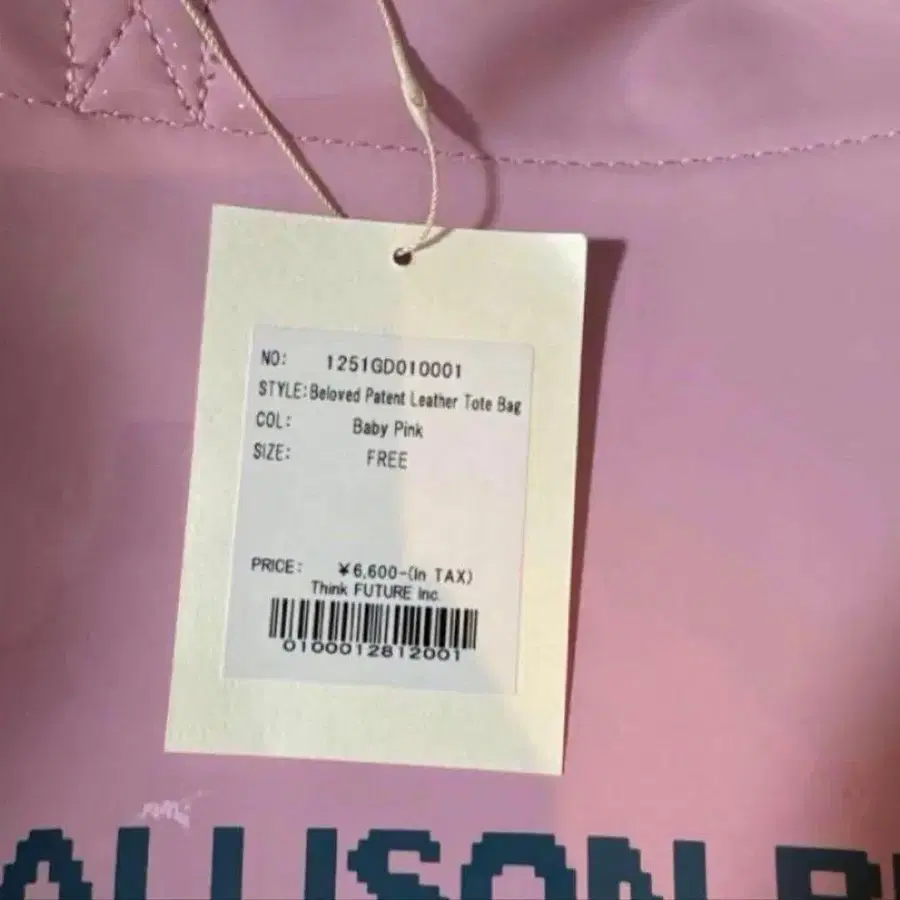 NO: 1251GD010001
STYLE:Beloved Patent Leather Tote Bag
COL: Baby Pink
SIZE: FREE
PRICE: ¥6,600-(In TAX)
Think FUTURE Inc.
0100012812001
ALLISON